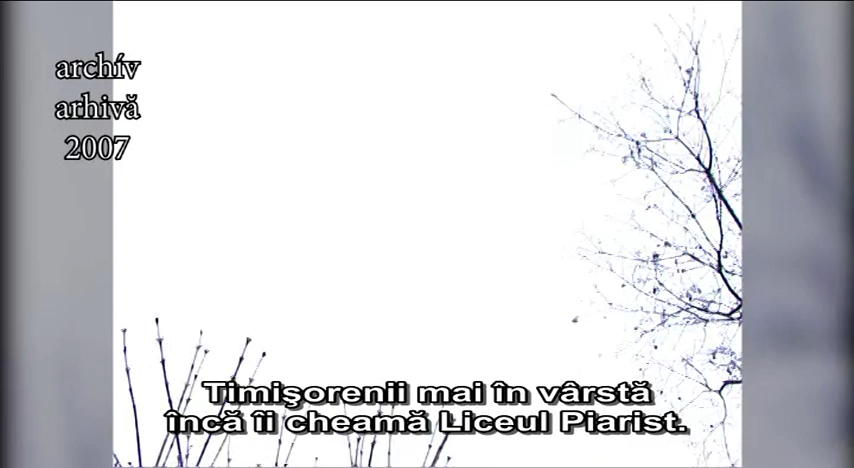 archív
arhivă
2007
Timişorenii mai în vârstă
încă îi cheamă Liceul Piarist.